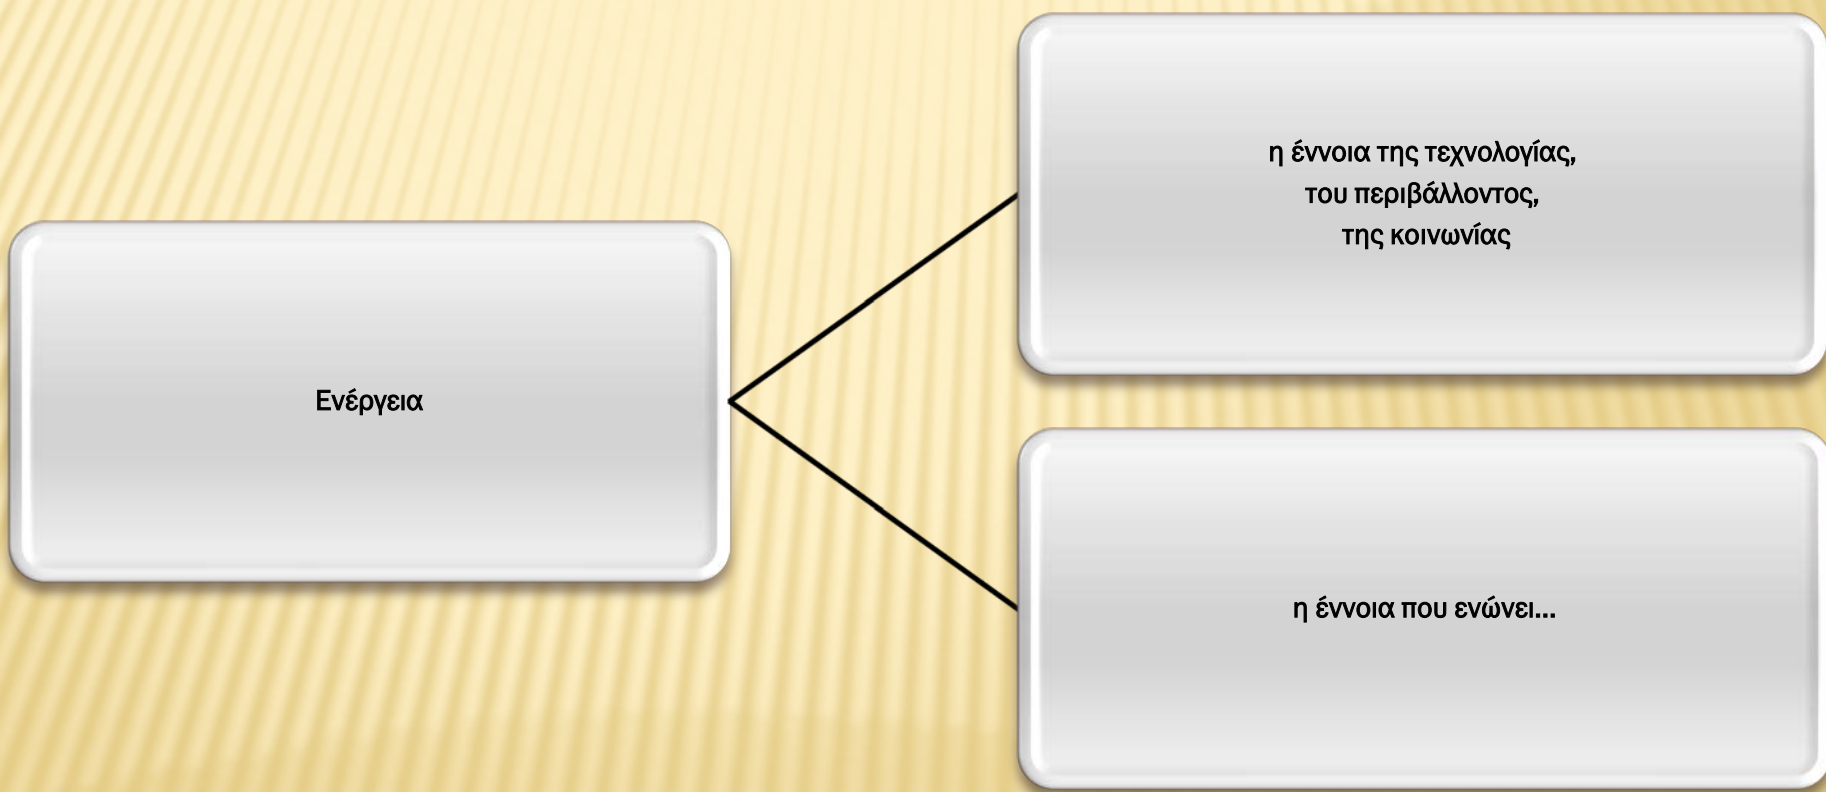 Ενέργεια
η έννοια της τεχνολογίας,
του περιβάλλοντος,
της κοινωνίας
η έννοια που ενώνει...